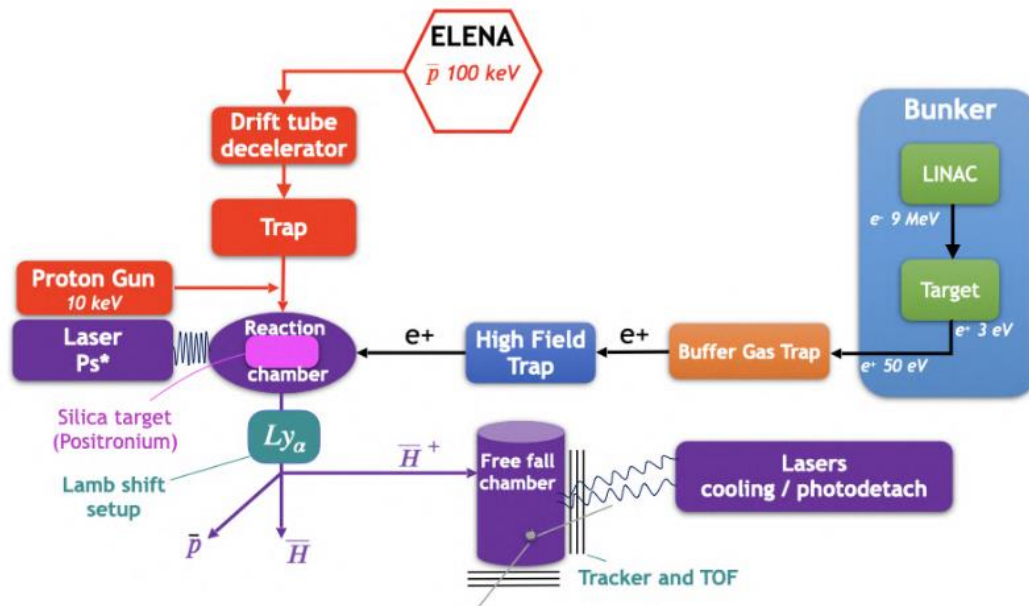 ELENA
p̅ 100 keV
Drift tube
decelerator
Trap
Proton Gun
10 keV
Laser
Ps*
Reaction
chamber
Silica target
(Positronium)
Lyα
Lamb shift
setup
p̅
H̅
H̅ +
e+
High Field
Trap
e+
Buffer Gas Trap
Bunker
LINAC
e- 9 MeV
Target
e+ 3 eV
e+ 50 eV
Free fall
chamber
Lasers
cooling / photodetach
Tracker and TOF